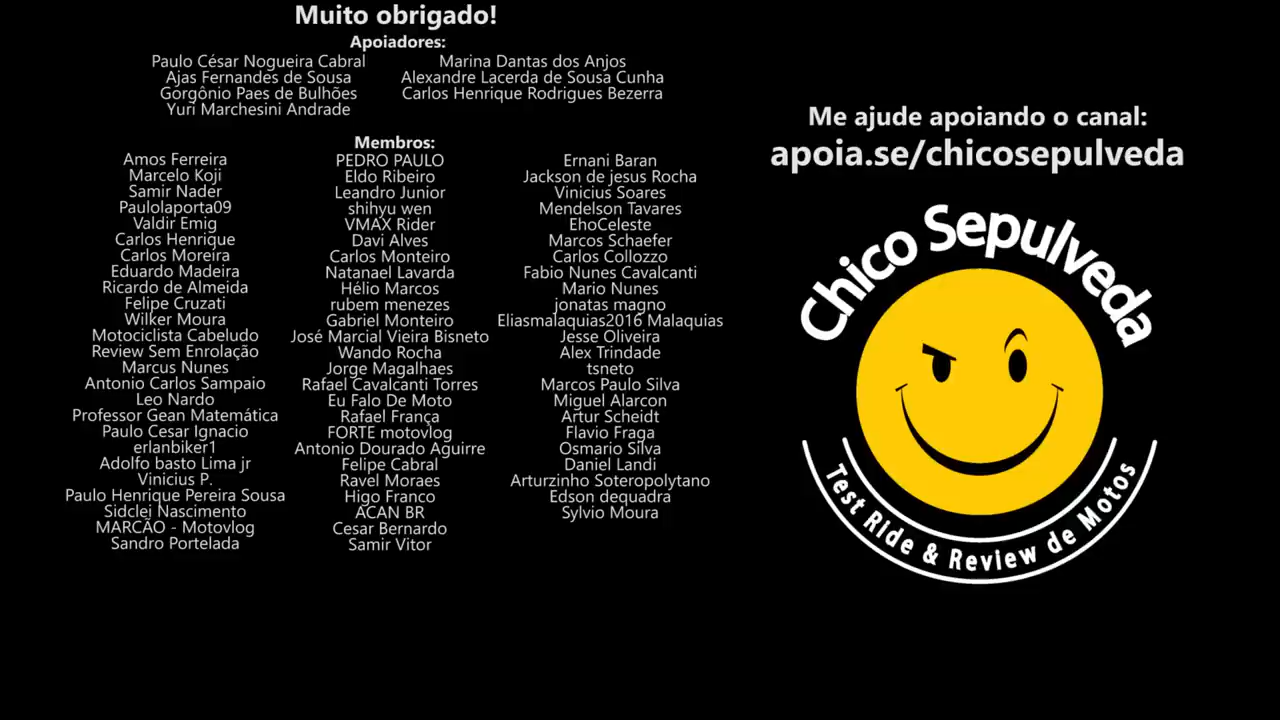 Muito obrigado!
Apoiadores:
Paulo César Nogueira Cabral
Ajas Fernandes de Sousa
Gorgônio Paes de Bulhões
Yuri Marchesini Andrade
Marina Dantas dos Anjos
Alexandre Lacerda de Sousa Cunha
Carlos Henrique Rodrigues Bezerra
Membros:
Amos Ferreira
Marcelo Koji
Samir Nader
Paulolaporta09
Valdir Emig
Carlos Henrique
Carlos Moreira
Eduardo Madeira
Ricardo de Almeida
Felipe Cruzati
Wilker Moura
Motociclista Cabeludo
Review Sem Enrolação
Marcus Nunes
Antonio Carlos Sampaio
Leo Nardo
Professor Gean Matemática
Paulo Cesar Ignacio
erlanbiker1
Adolfo basto Lima jr
Vinicius P.
Paulo Henrique Pereira Sousa
Sidclei Nascimento
MARCÃO - Motovlog
Sandro Portelada
PEDRO PAULO
Eldo Ribeiro
Leandro Junior
shihyu wen
VMAX Rider
Davi Alves
Carlos Monteiro
Natanael Lavarda
Hélio Marcos
rubem menezes
Gabriel Monteiro
José Marcial Vieira Bisneto
Wando Rocha
Jorge Magalhaes
Rafael Cavalcanti Torres
Eu Falo De Moto
Rafael França
FORTE motovlog
Antonio Dourado Aguirre
Felipe Cabral
Ravel Moraes
Higo Franco
ACAN BR
Cesar Bernardo
Samir Vitor
Ernani Baran
Jackson de jesus Rocha
Vinicius Soares
Mendelson Tavares
EhoCeleste
Marcos Schaefer
Carlos Collozzo
Fabio Nunes Cavalcanti
Mario Nunes
jonatas magno
Eliasmalaquias2016 Malaquias
Jesse Oliveira
Alex Trindade
tsneto
Marcos Paulo Silva
Miguel Alarcon
Artur Scheidt
Flavio Fraga
Osmario Silva
Daniel Landi
Arturzinho Soteropolytano
Edson dequadra
Sylvio Moura
Me ajude apoiando o canal:
apoia.se/chicosepulveda
Chico Sepulveda
Test Ride & Review de Motos